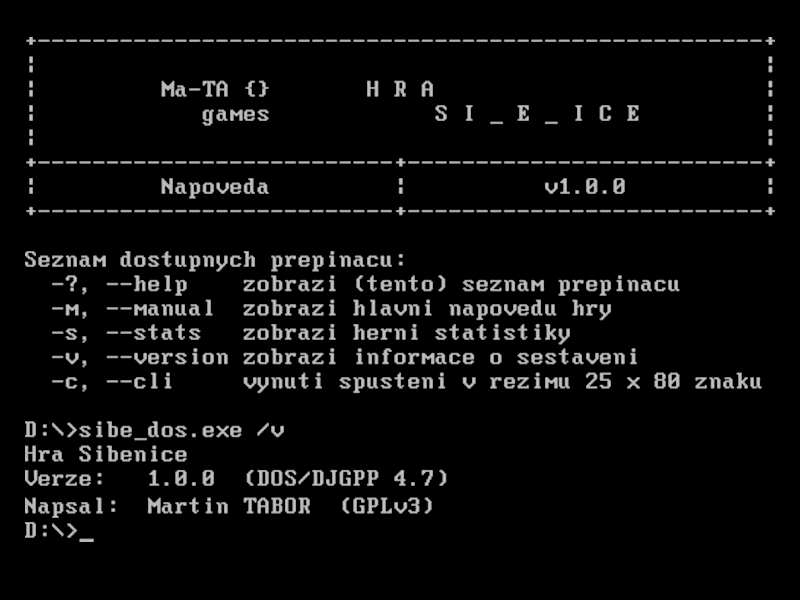 +------------------------------------------------------+
¦                                                      ¦
¦         Ma-TA {}       H R A                         ¦
¦            games            S I _ E _ I C E          ¦
¦                                                      ¦
+--------------------------+---------------------------+
¦         Napoveda         ¦          v1.0.0           ¦
+--------------------------+---------------------------+
Seznam dostupnych prepinacu:
  -?, --help    zobrazi (tento) seznam prepinacu
  -m, --manual  zobrazi hlavni napovedu hry
  -s, --stats   zobrazi herni statistiky
  -v, --version zobrazi informace o sestaveni
  -c, --cli     vynuti spusteni v rezimu 25 x 80 znaku
D:\>sibe_dos.exe /v
Hra Sibenice
Verze:   1.0.0  (DOS/DJGPP 4.7)
Napsal:  Martin TABOR  (GPLv3)
D:\>_